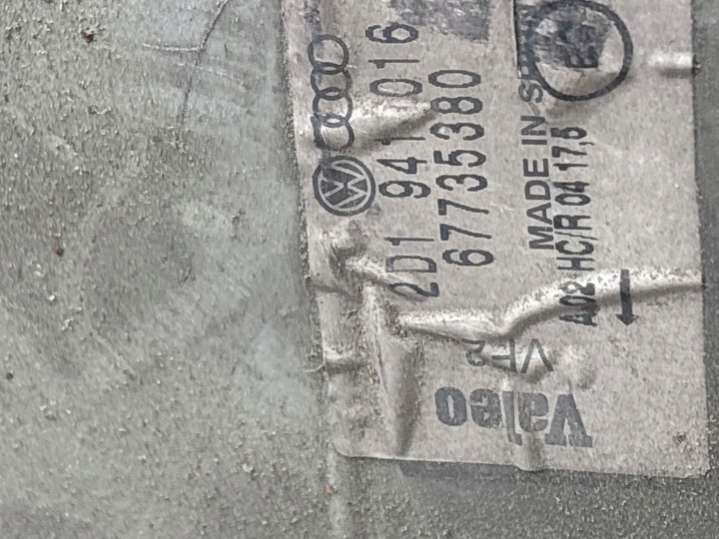 2D1 941 016
67735380
MADE IN
A02 HC/R 04 17,5
Valeo